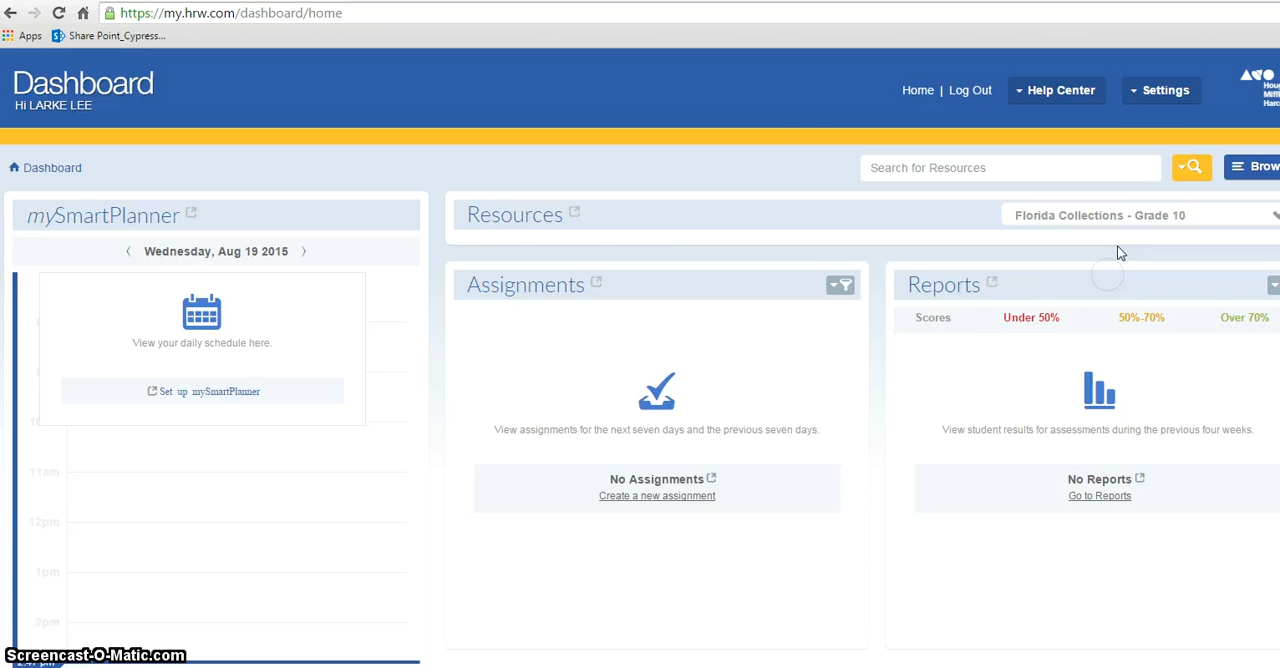 https://my.hrw.com/dashboard/home
Apps Share Point_Cypress...
Dashboard
Hi LARKE LEE
Home | Log Out Help Center Settings
Houg
Miffli
Harc
Dashboard
Search for Resources
Brow
mySmartPlanner
Wednesday, Aug 19 2015
View your daily schedule here.
Set up mySmartPlanner
11am
12pm
1pm
2pm
Resources
Florida Collections - Grade 10
Assignments
View assignments for the next seven days and the previous seven days.
No Assignments
Create a new assignment
Reports
Scores Under 50% 50%-70% Over 70%
View student results for assessments during the previous four weeks.
No Reports
Go to Reports
Screencast-O-Matic.com